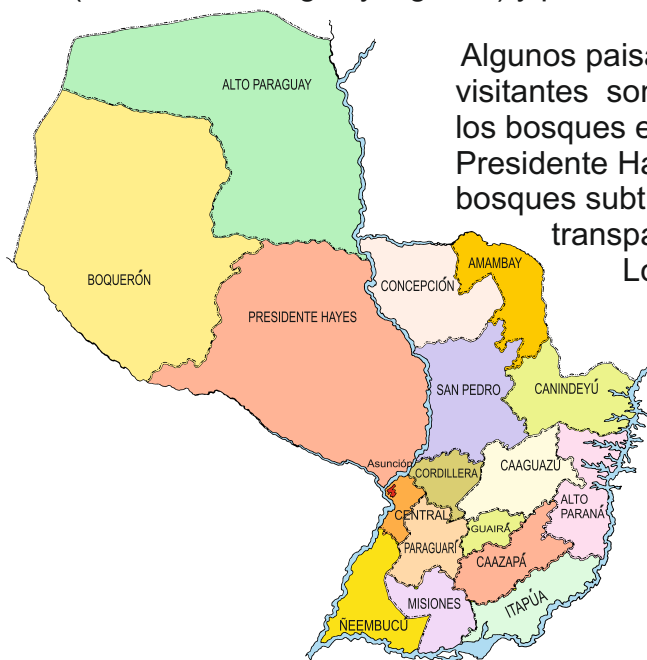 Algunos paisa
visitantes son
los bosques e
Presidente Ha
bosques subt
transpa
Lo
ALTO PARAGUAY
BOQUERÓN
PRESIDENTE HAYES
CONCEPCIÓN
AMAMBAY
SAN PEDRO
CANINDEYÚ
Asunción
CORDILLERA
CAAGUAZÚ
ALTO
PARANÁ
CENTRAL
GUAIRÁ
PARAGUARÍ
CAAZAPÁ
MISIONES
ITAPÚA
ÑEEMBUCÚ